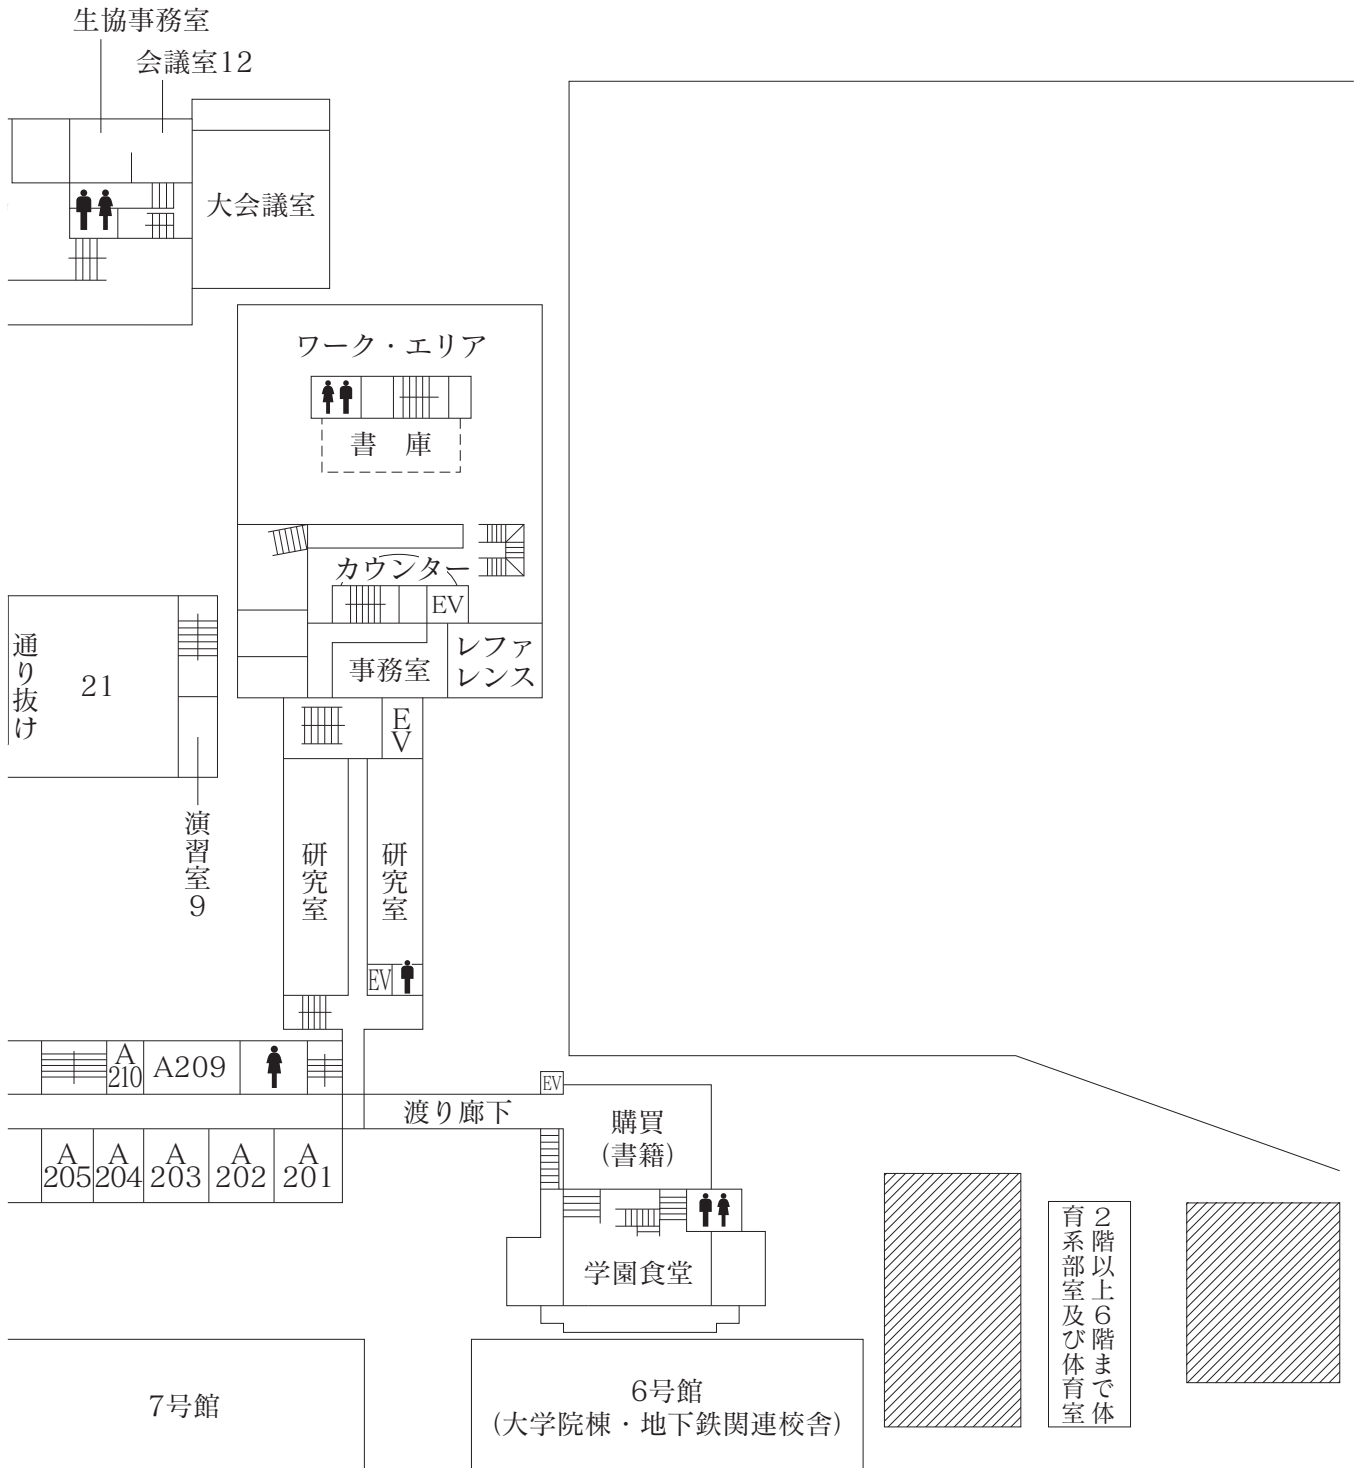 生協事務室
会議室12
大会議室
ワーク・エリア
書 庫
カウンター
EV
レファ
レンス
事務室
通り抜け
21
EV
演習室9
研究室
研究室
EV
A
210
A209
EV
渡り廊下
購買
(書籍)
A
205
A
204
A
203
A
202
A
201
学園食堂
2階以上6階まで体
育系部室及び体育室
7号館
6号館
(大学院棟・地下鉄関連校舎)